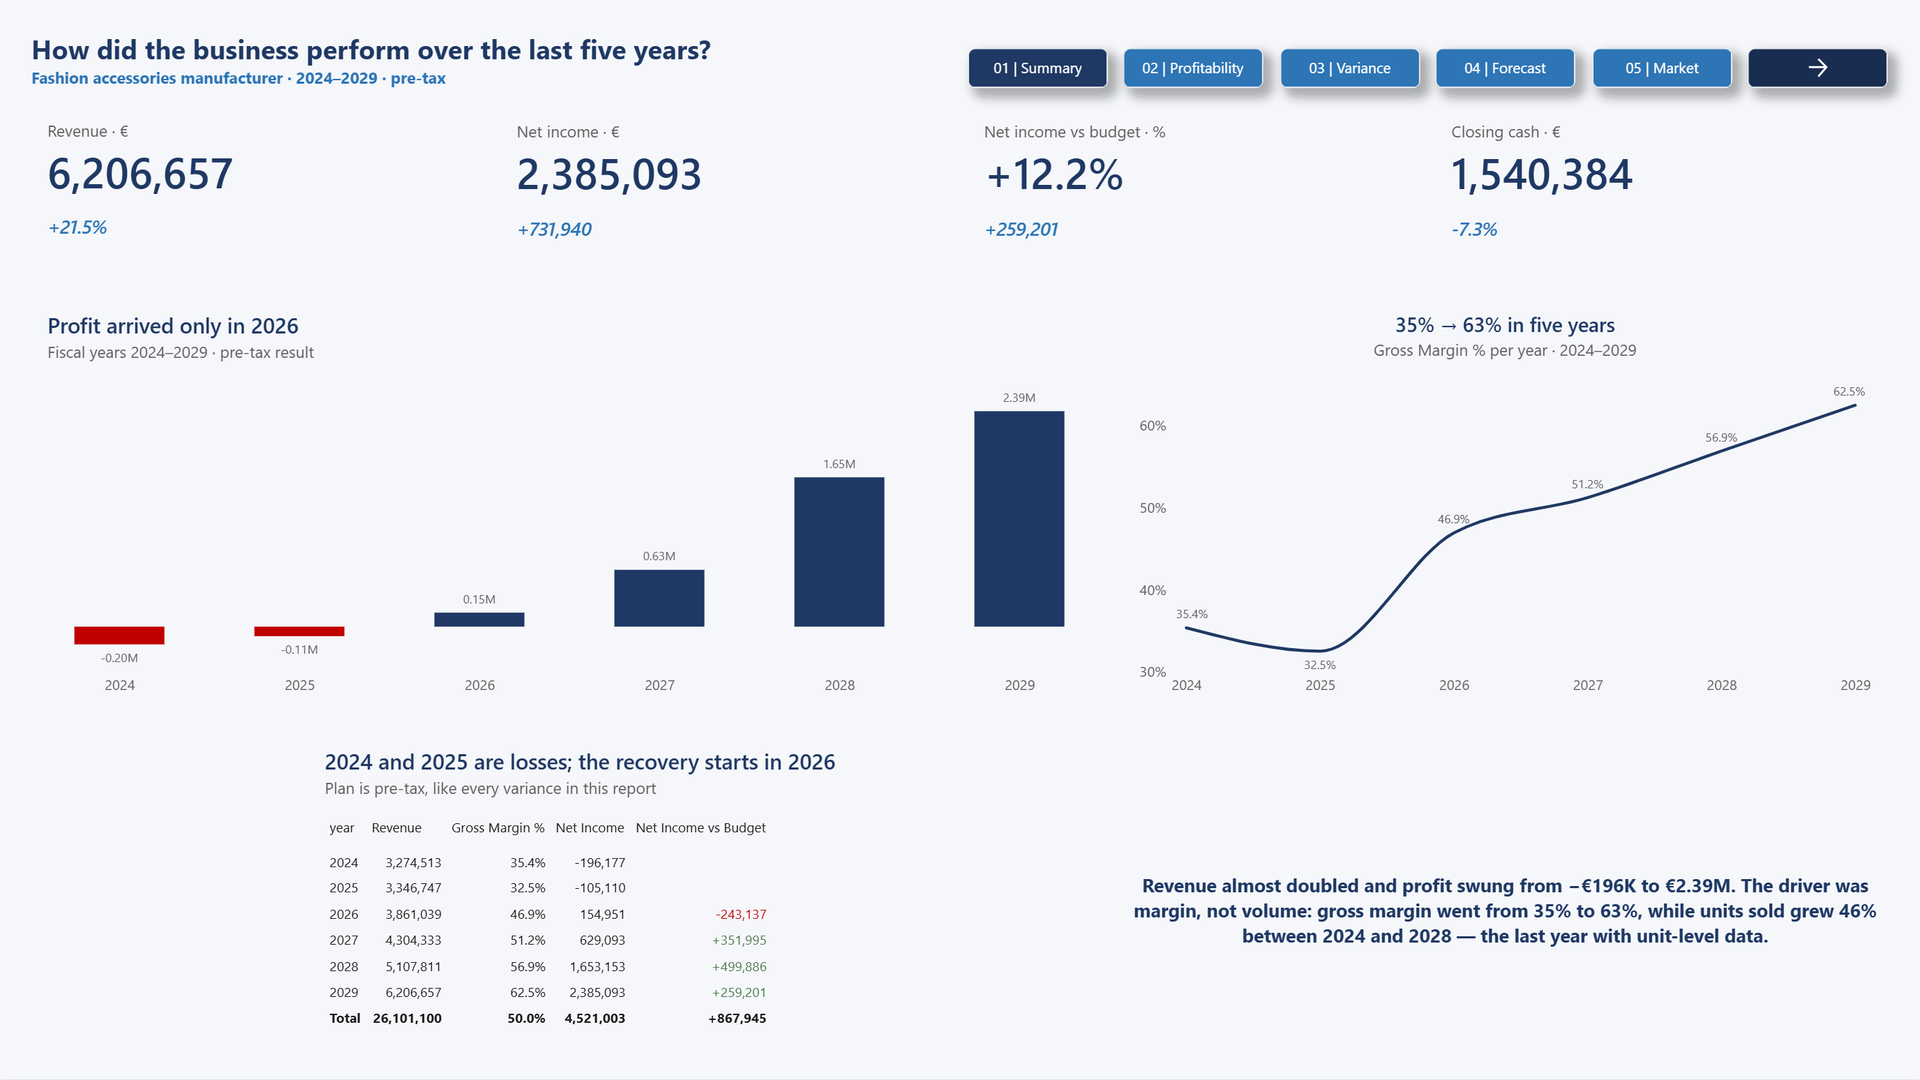 How did the business perform over the last five years?
Fashion accessories manufacturer · 2024–2029 · pre-tax
01 | Summary
02 | Profitability
03 | Variance
04 | Forecast
05 | Market
→
Revenue · €
6,206,657
+21.5%
Net income · €
2,385,093
+731,940
Net income vs budget · %
+12.2%
+259,201
Closing cash · €
1,540,384
-7.3%
Profit arrived only in 2026
Fiscal years 2024–2029 · pre-tax result
-0.20M
-0.11M
0.15M
0.63M
1.65M
2.39M
2024
2025
2026
2027
2028
2029
35% → 63% in five years
Gross Margin % per year · 2024–2029
60%
50%
40%
30%
35.4%
32.5%
46.9%
51.2%
56.9%
62.5%
2024
2025
2026
2027
2028
2029
2024 and 2025 are losses; the recovery starts in 2026
Plan is pre-tax, like every variance in this report
year Revenue Gross Margin % Net Income Net Income vs Budget
2024 3,274,513 35.4% -196,177
2025 3,346,747 32.5% -105,110
2026 3,861,039 46.9% 154,951 -243,137
2027 4,304,333 51.2% 629,093 +351,995
2028 5,107,811 56.9% 1,653,153 +499,886
2029 6,206,657 62.5% 2,385,093 +259,201
Total 26,101,100 50.0% 4,521,003 +867,945
Revenue almost doubled and profit swung from −€196K to €2.39M. The driver was
margin, not volume: gross margin went from 35% to 63%, while units sold grew 46%
between 2024 and 2028 — the last year with unit-level data.